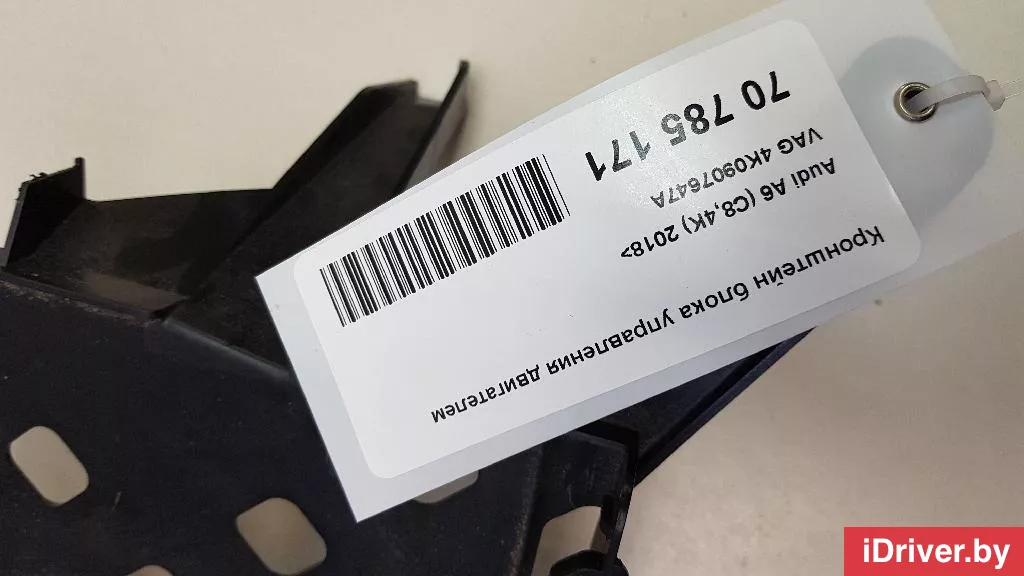 Кронштейн блока управления двигателем
Audi A6 (C8,4K) 2018>
VAG 4K0907647A
70 785 171
iDriver.by